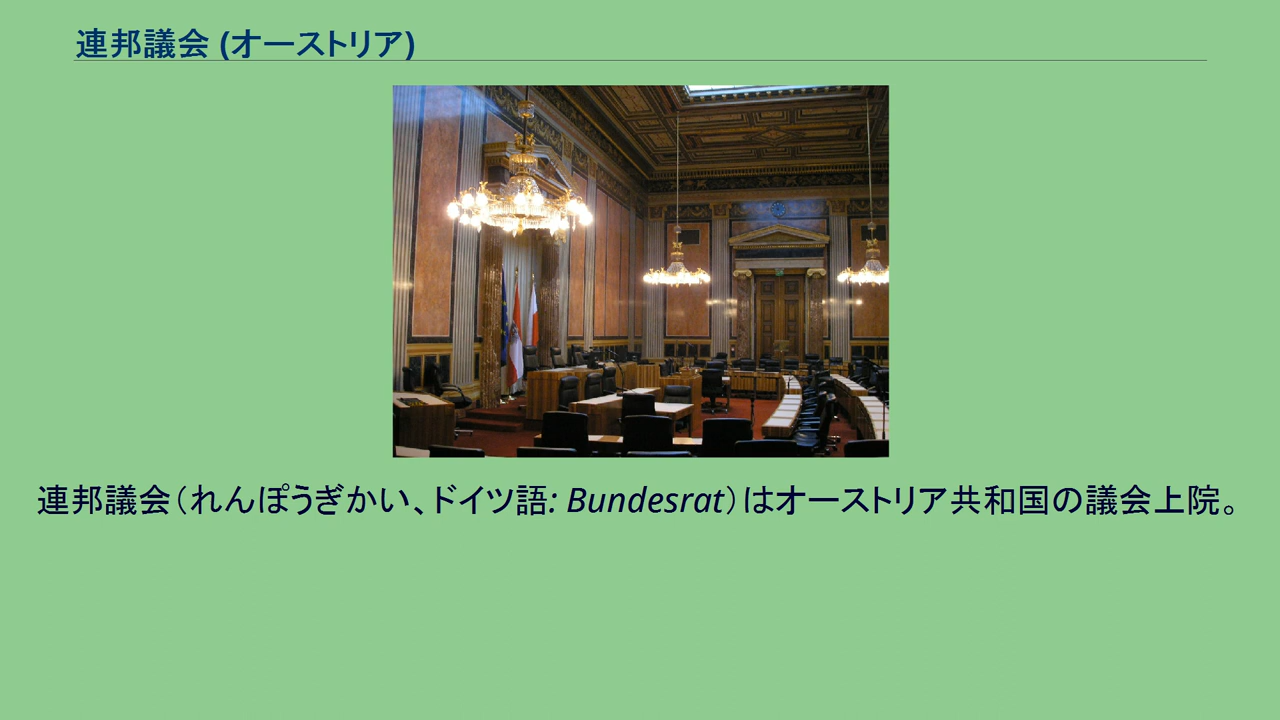 連邦議会 (オーストリア)
連邦議会（れんぽうぎかい、ドイツ語: Bundesrat）はオーストリア共和国の議会上院。